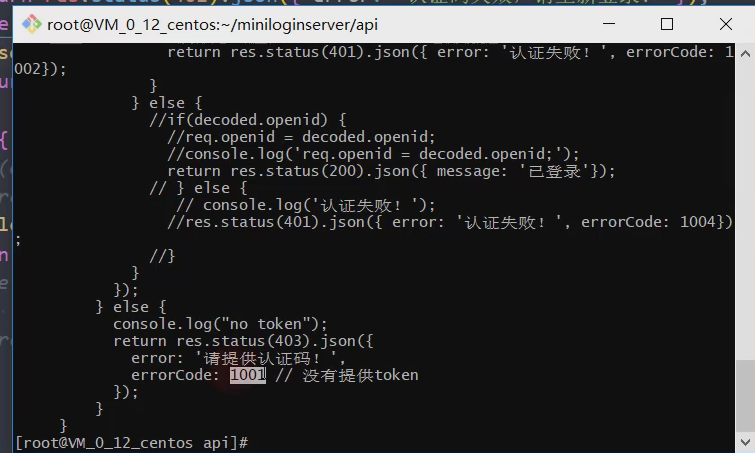 root@VM_0_12_centos:~/miniloginserver/api
return res.status(401).json({ error: '认证失败！', errorCode: 1
002});
}
} else {
//if(decoded.openid) {
//req.openid = decoded.openid;
//console.log('req.openid = decoded.openid;');
return res.status(200).json({ message: '已登录'});
// } else {
// console.log('认证失败！');
//res.status(401).json({ error: '认证失败！', errorCode: 1004})
;
//}
}
});
} else {
console.log("no token");
return res.status(403).json({
error: '请提供认证码！',
errorCode: 1001 // 没有提供token
});
}
}
[root@VM_0_12_centos api]#